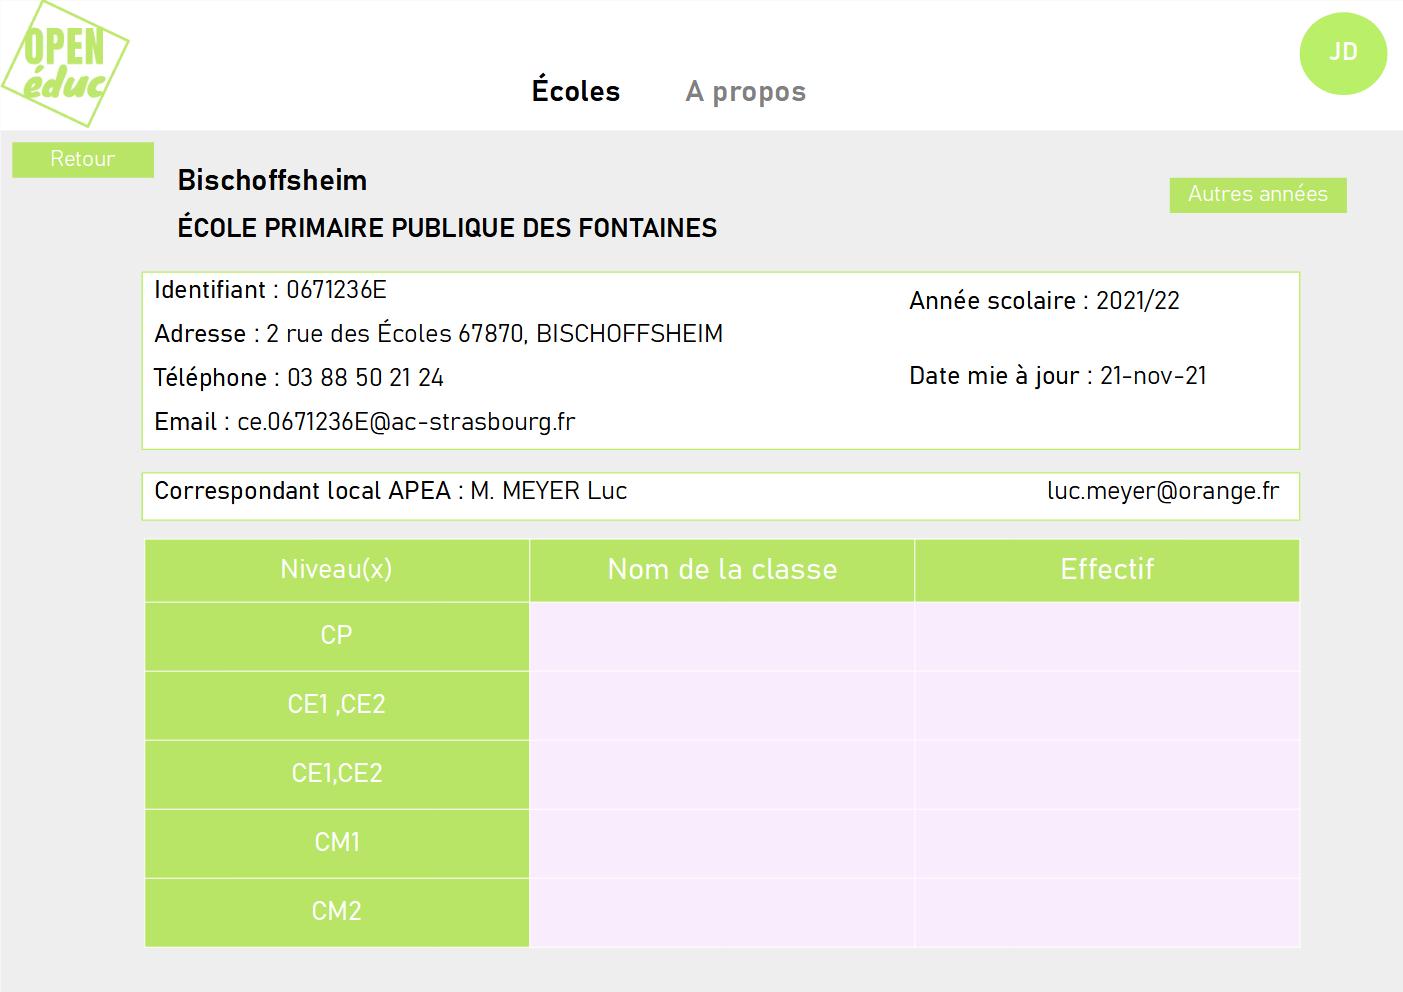 OPEN
éduc
Écoles
A propos
JD
Retour
Bischoffsheim
Autres années
ÉCOLE PRIMAIRE PUBLIQUE DES FONTAINES
Identifiant : 0671236E
Année scolaire : 2021/22
Adresse : 2 rue des Écoles 67870, BISCHOFFSHEIM
Téléphone : 03 88 50 21 24
Date mie à jour : 21-nov-21
Email : ce.0671236E@ac-strasbourg.fr
Correspondant local APEA : M. MEYER Luc
luc.meyer@orange.fr
Niveau(x)
Nom de la classe
Effectif
CP
CE1 ,CE2
CE1,CE2
CM1
CM2